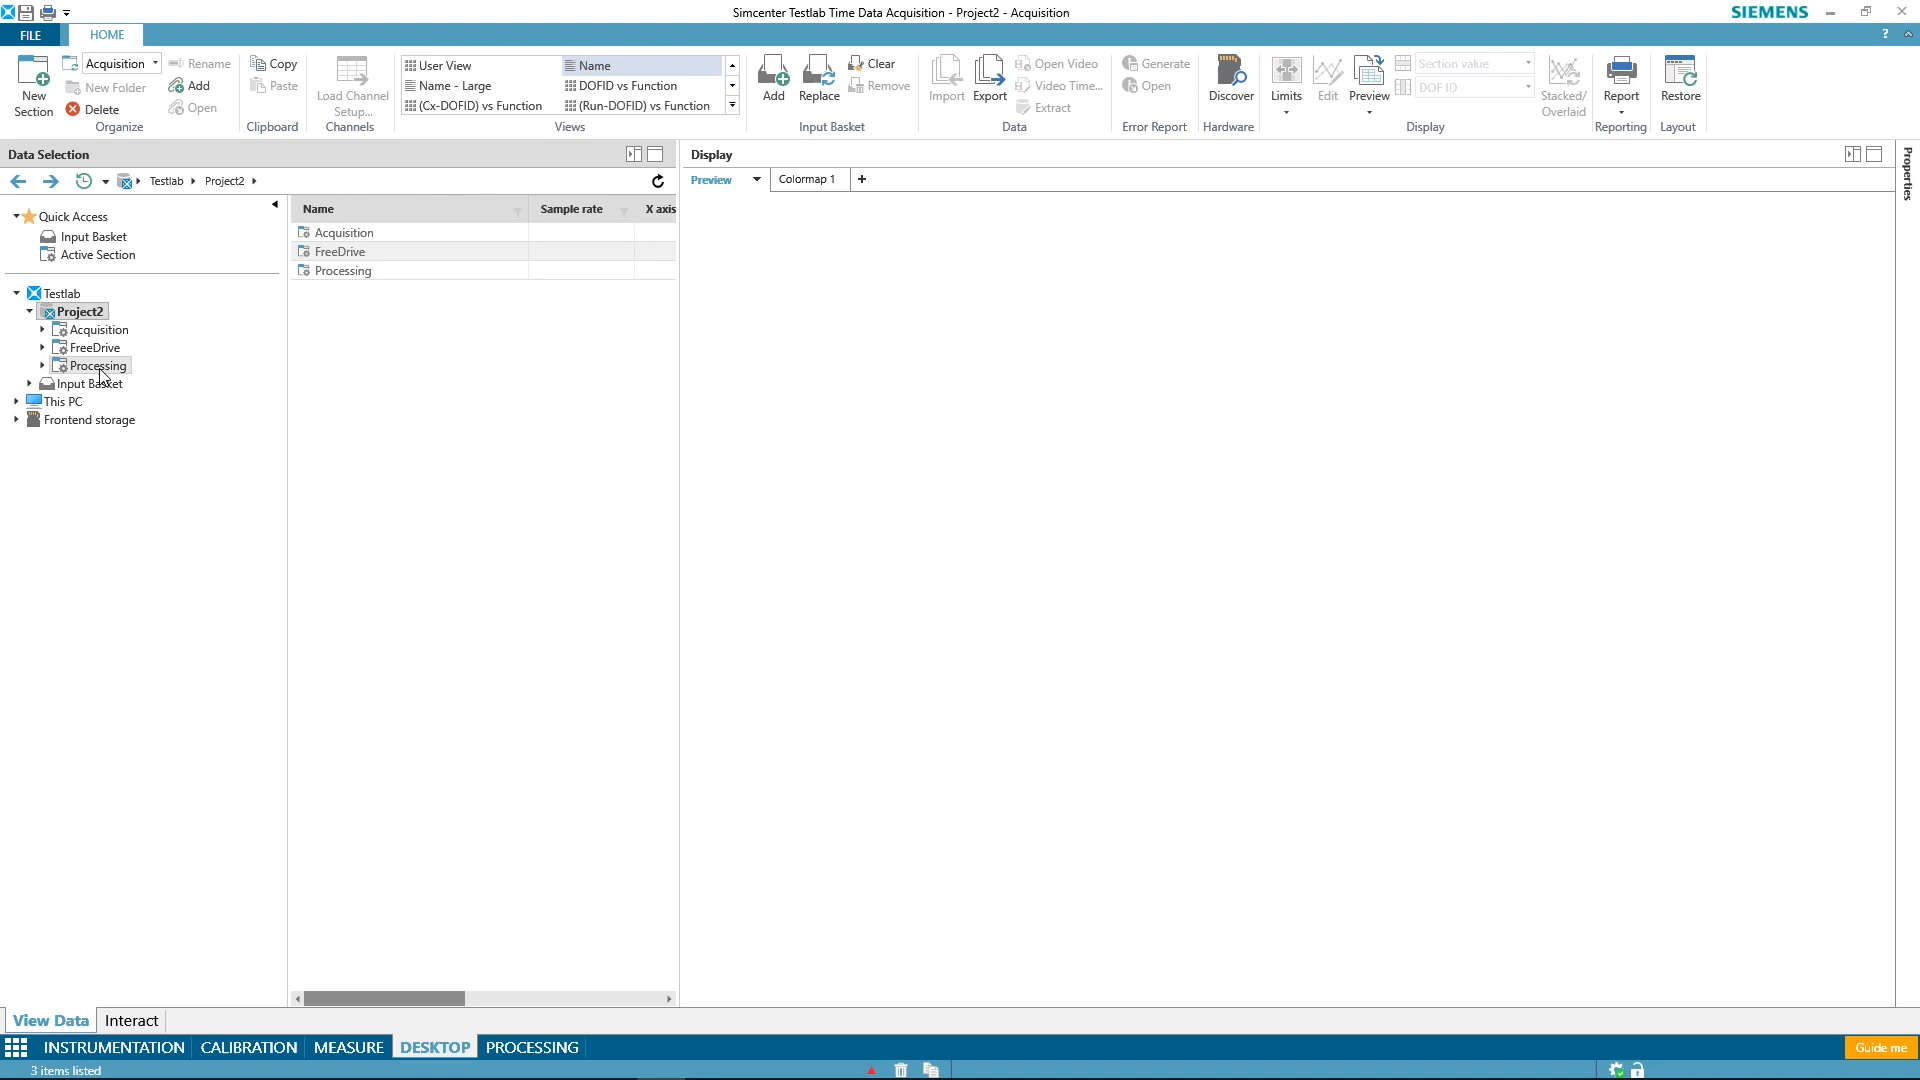 Simcenter Testlab Time Data Acquisition - Project2 - Acquisition
SIEMENS
FILE
HOME
?
New
Section
Acquisition
New Folder
Delete
Rename
Add
Open
Organize
Copy
Paste
Clipboard
Load Channel
Setup...
Channels
User View
Name
Name - Large
DOFID vs Function
(Cx-DOFID) vs Function
(Run-DOFID) vs Function
Views
Add
Replace
Clear
Remove
Input Basket
Import
Export
Open Video
Video Time...
Extract
Data
Generate
Open
Error Report
Discover
Hardware
Limits
Edit
Preview
Section value
DOF ID
Stacked/
Overlaid
Display
Report
Reporting
Restore
Layout
Data Selection
Testlab
Project2
Quick Access
Input Basket
Active Section
Testlab
Project2
Acquisition
FreeDrive
Processing
Input Basket
This PC
Frontend storage
Name
Sample rate
X axis
Acquisition
FreeDrive
Processing
Display
Preview
Colormap 1
+
Properties
View Data
Interact
INSTRUMENTATION
CALIBRATION
MEASURE
DESKTOP
PROCESSING
Guide me
3 items listed